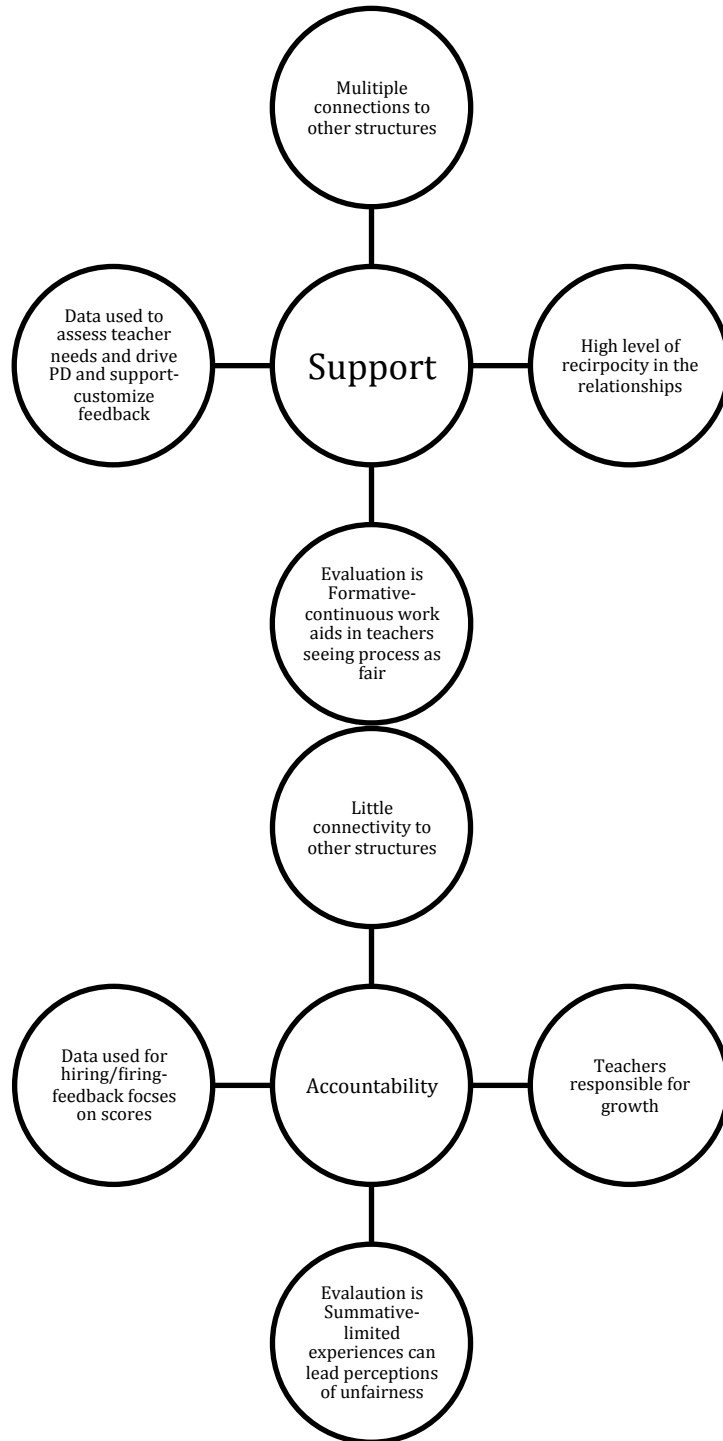 Mulitiple
connections to
other structures
Data used to
assess teacher
needs and drive
PD and support-
customize
feedback
Support
High level of
recirpocity in the
relationships
Evaluation is
Formative-
continuous work
aids in teachers
seeing process as
fair
Little
connectivity to
other structures
Data used for
hiring/firing-
feedback focses
on scores
Accountability
Teachers
responsible for
growth
Evalaution is
Summative-
limited
experiences can
lead perceptions
of unfairness